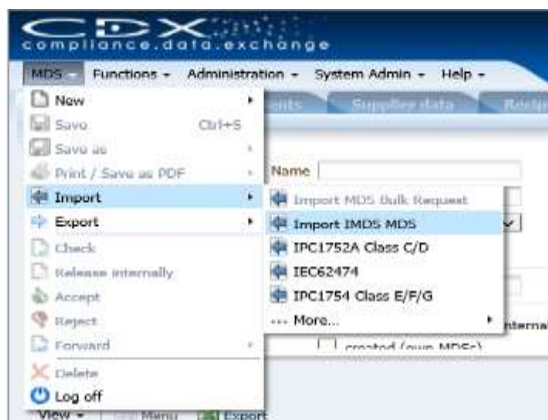 CDX
compliance.data.exchange
MDS Functions Administration System Admin Help
New
Save Ctrl+S
Save as
Print / Save as PDF
Import
Export
Check
Release internally
Accept
Reject
Forward
Delete
Log off
Supplier data
Name
Import MDS Bulk Request
Import IMDS MDS
IPC1752A Class C/D
IEC62474
IPC1754 Class E/F/G
... More...
created (own MDSs)
View Menu Export